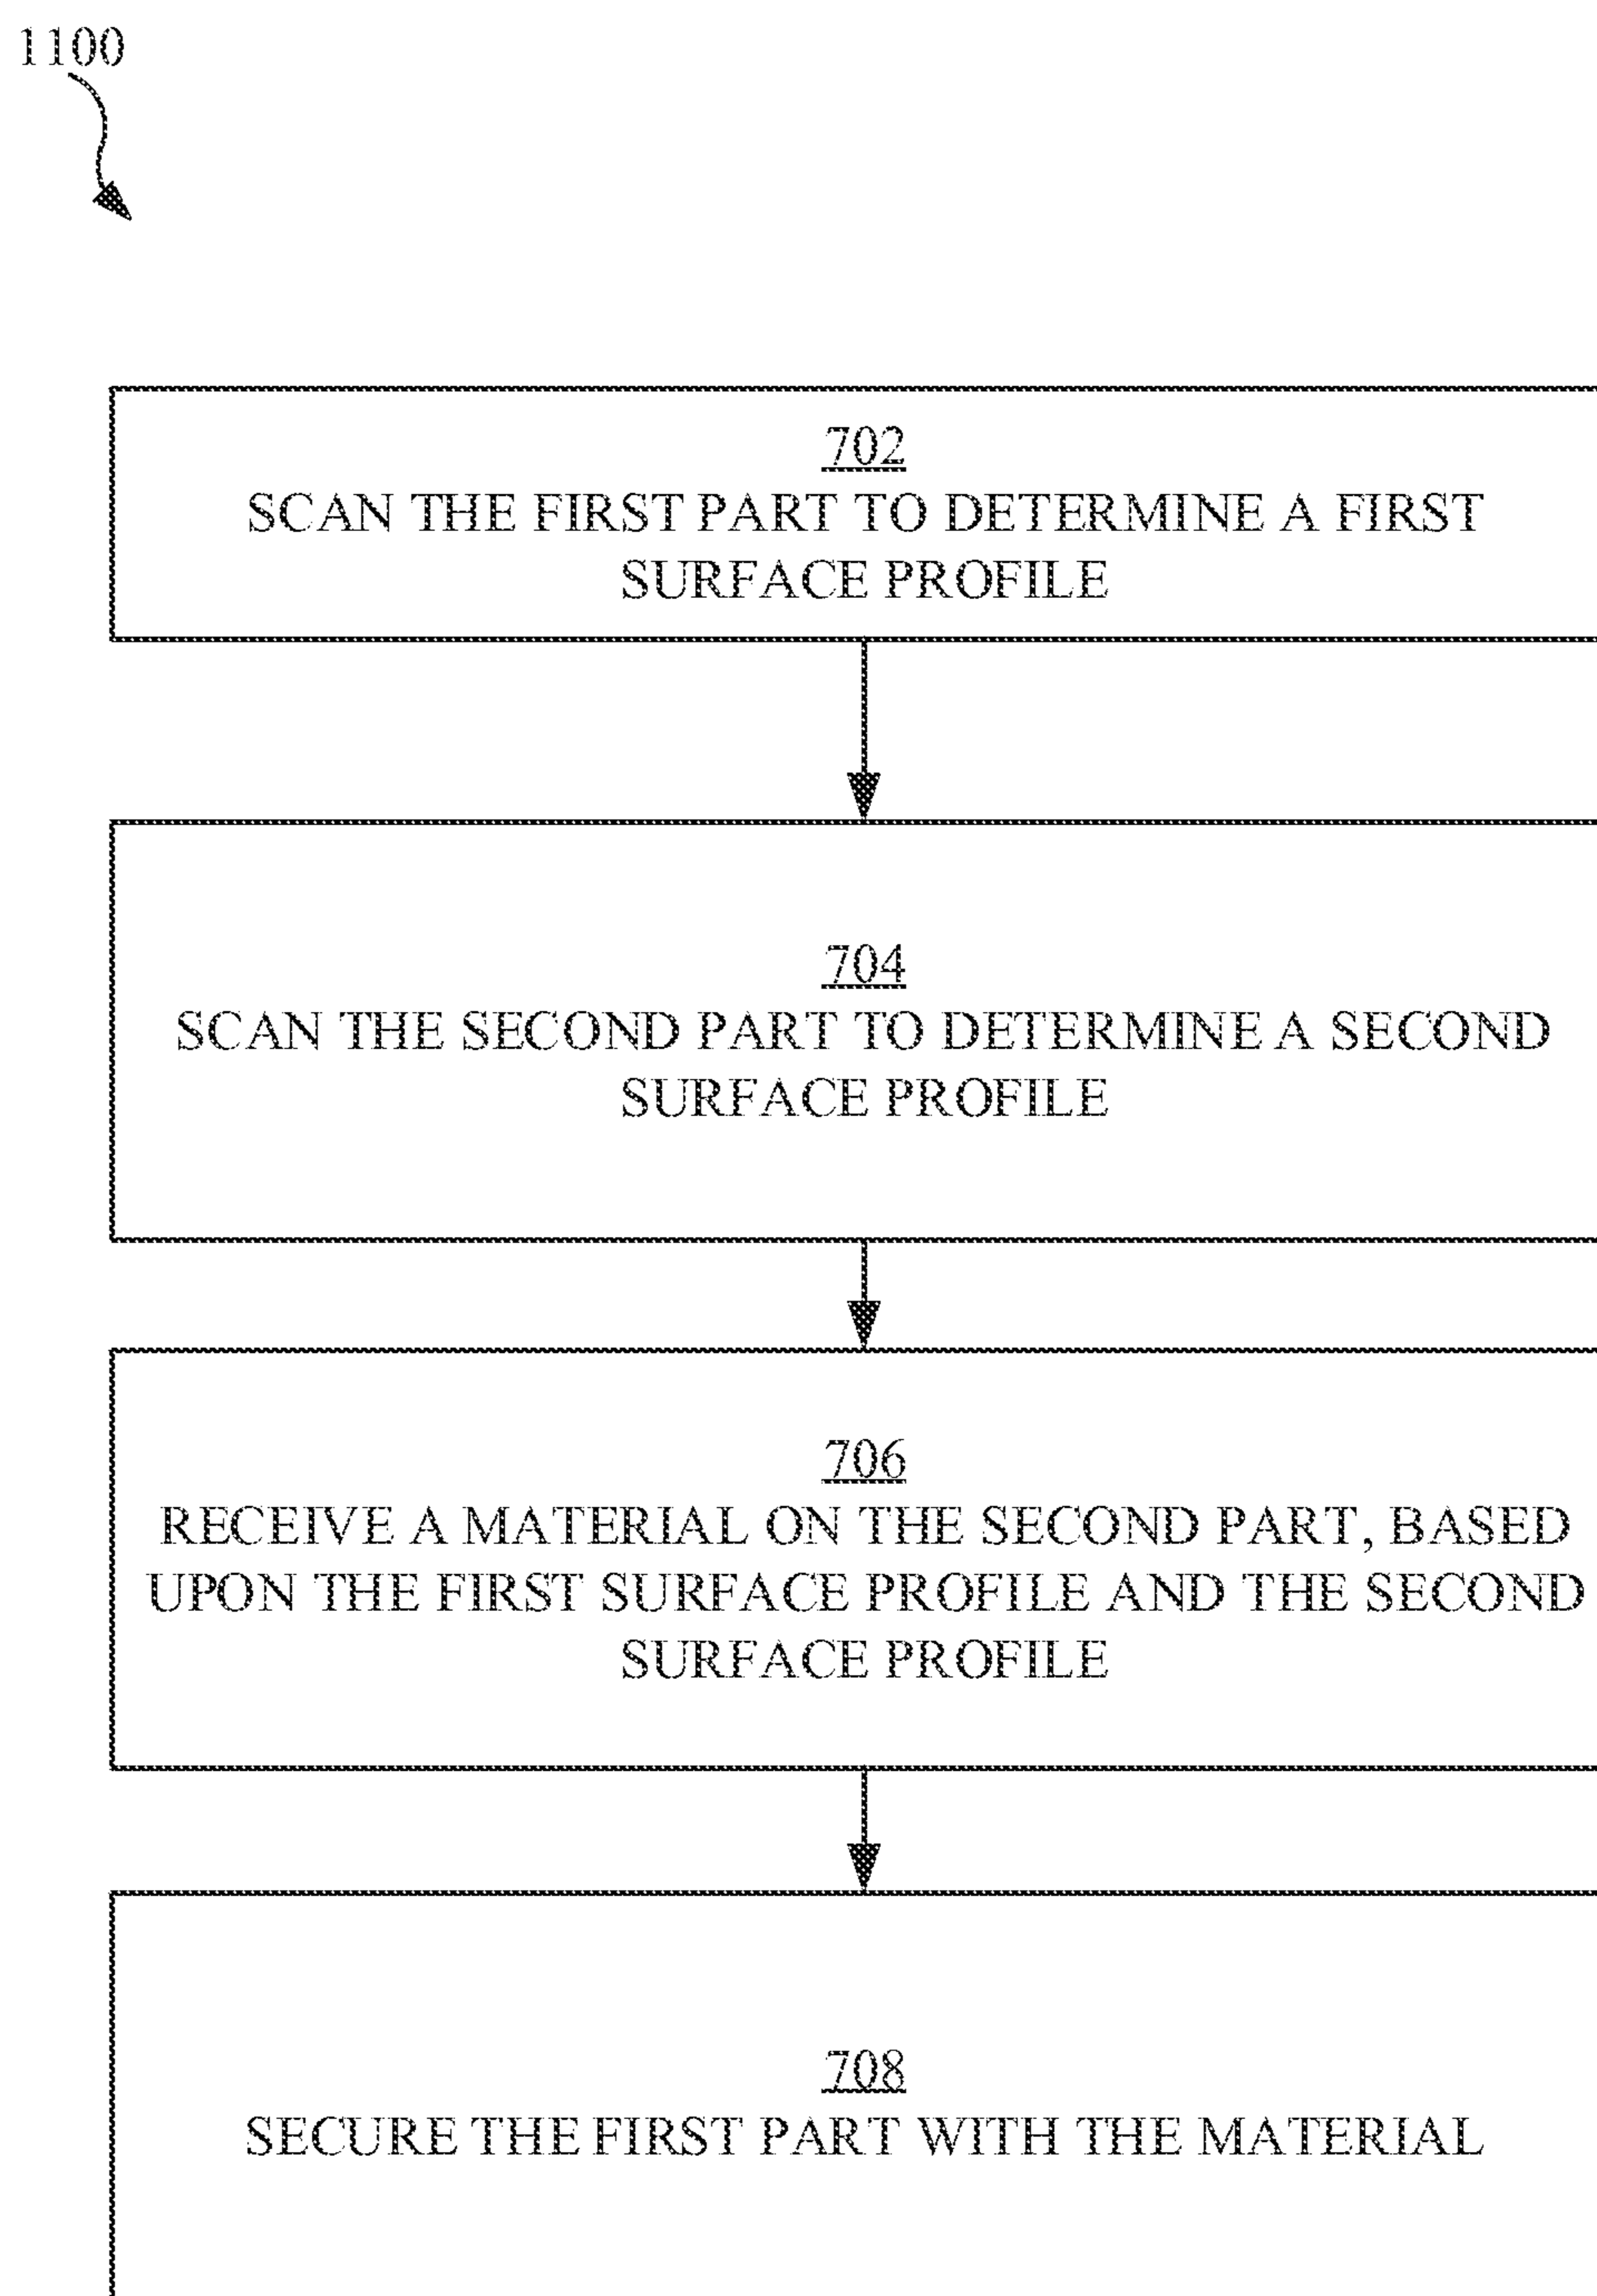 1100
702
SCAN THE FIRST PART TO DETERMINE A FIRST
SURFACE PROFILE
704
SCAN THE SECOND PART TO DETERMINE A SECOND
SURFACE PROFILE
706
RECEIVE A MATERIAL ON THE SECOND PART, BASED
UPON THE FIRST SURFACE PROFILE AND THE SECOND
SURFACE PROFILE
708
SECURE THE FIRST PART WITH THE MATERIAL